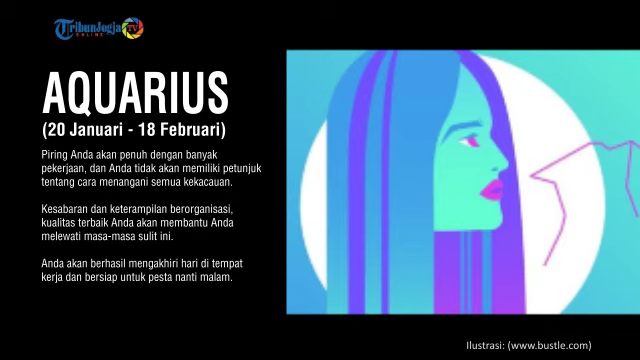 TribunJogja TV
ONLINE
AQUARIUS
(20 Januari - 18 Februari)
Piring Anda akan penuh dengan banyak
pekerjaan, dan Anda tidak akan memiliki petunjuk
tentang cara menangani semua kekacauan.
Kesabaran dan keterampilan berorganisasi,
kualitas terbaik Anda akan membantu Anda
melewati masa-masa sulit ini.
Anda akan berhasil mengakhiri hari di tempat
kerja dan bersiap untuk pesta nanti malam.
Ilustrasi: (www.bustle.com)